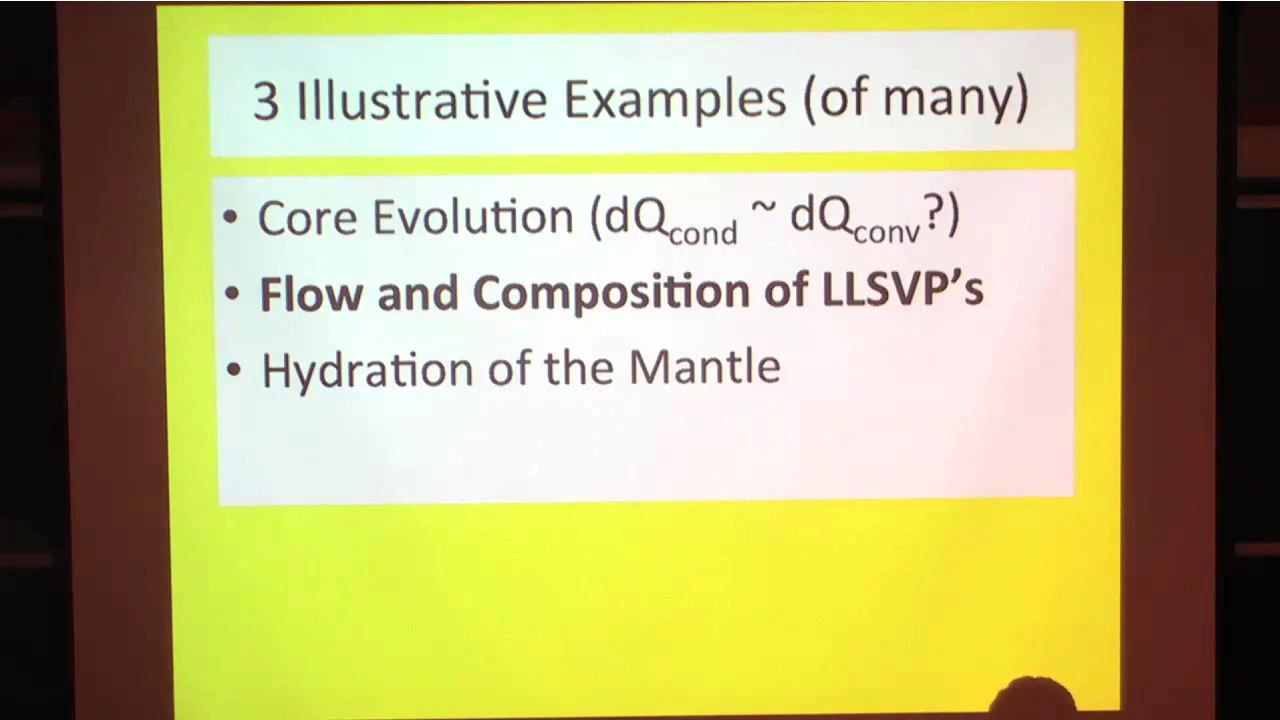 3 Illustrative Examples (of many)
• Core Evolution (dQcond ~ dQconv?)
• Flow and Composition of LLSVP's
• Hydration of the Mantle